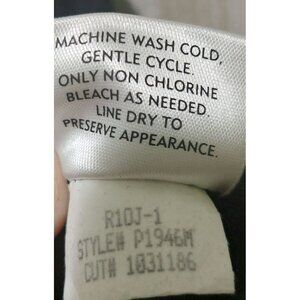 MACHINE WASH COLD,
GENTLE CYCLE.
ONLY NON CHLORINE
BLEACH AS NEEDED.
LINE DRY TO
PRESERVE APPEARANCE.
R10J-1
STYLE# P1946M
CUT# 1031186